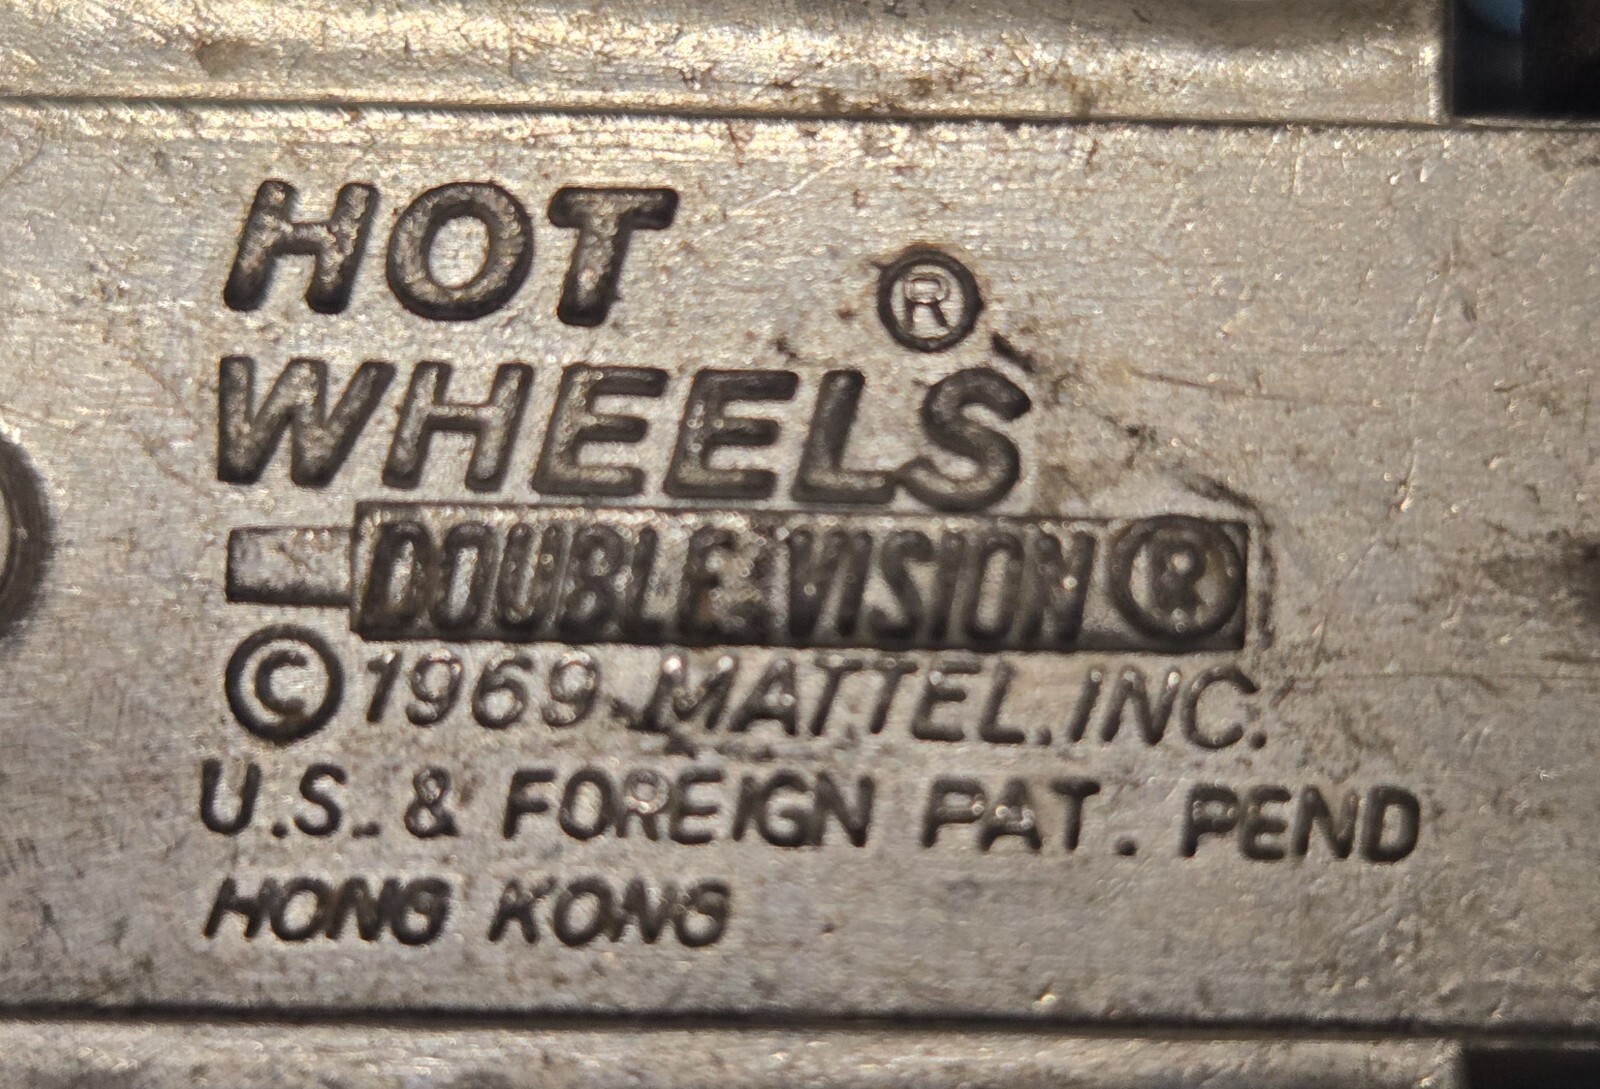 HOT
WHEELS®
DOUBLE VISION®
©1969 MATTEL, INC.
U.S. & FOREIGN PAT. PEND
HONG KONG